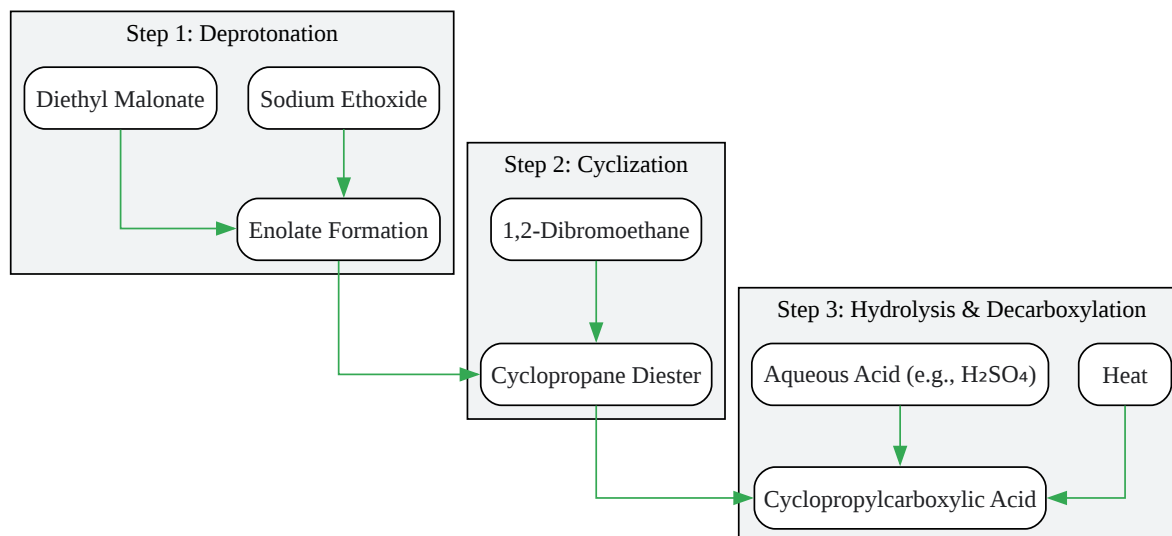 Step 1: Deprotonation
Diethyl Malonate
Sodium Ethoxide
Enolate Formation
Step 2: Cyclization
1,2-Dibromoethane
Cyclopropane Diester
Step 3: Hydrolysis & Decarboxylation
Aqueous Acid (e.g., H₂SO₄)
Heat
Cyclopropylcarboxylic Acid